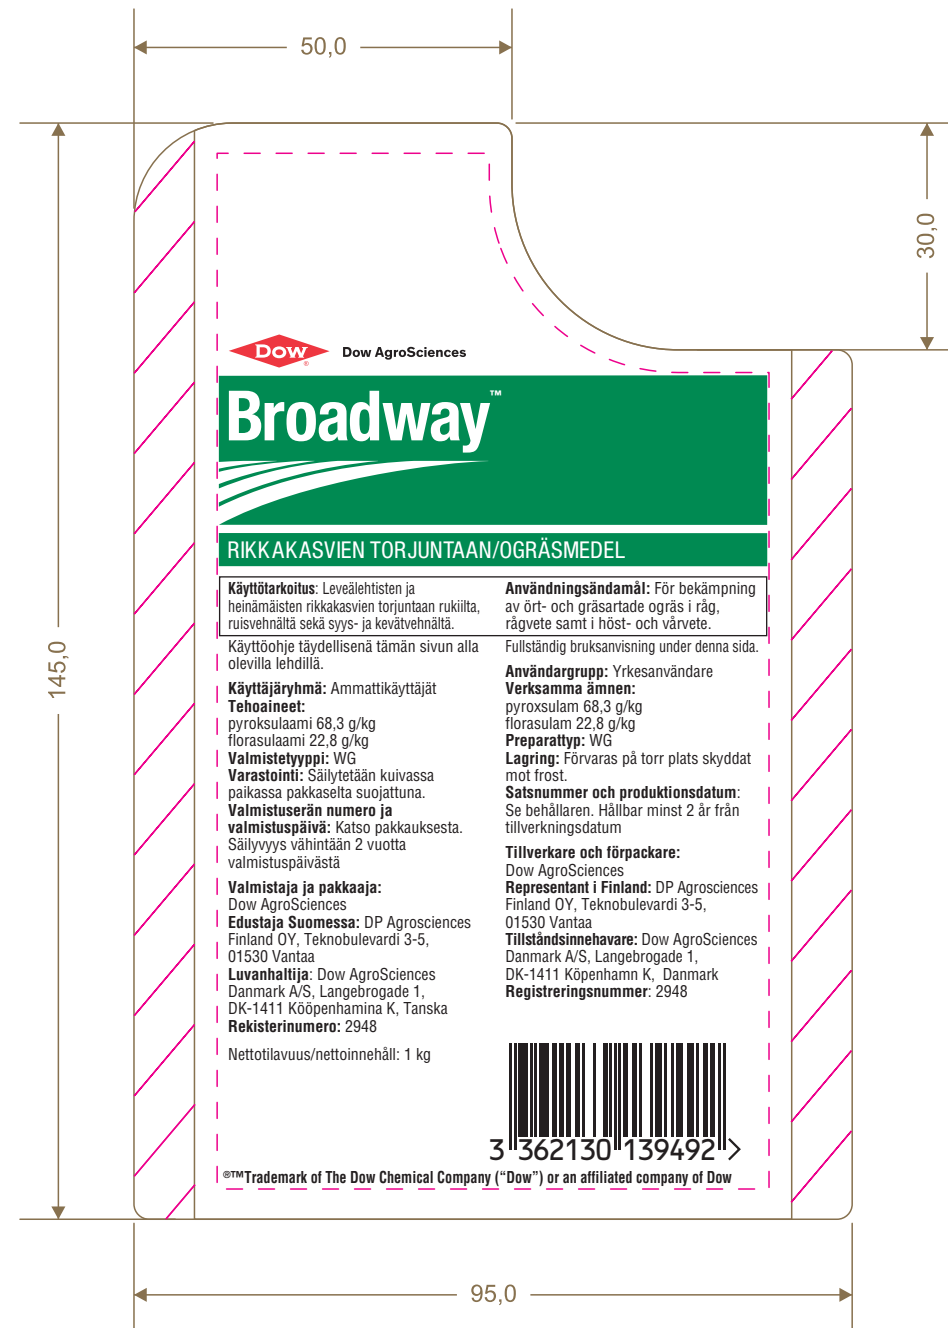 50,0
30,0
145,0
DOW®
Dow AgroSciences
Broadway™
RIKKAKASVIEN TORJUNTAAN/OGRÄSMEDEL
Käyttötarkoitus: Leveälehtisten ja
heinämäisten rikkakasvien torjuntaan rukiilta,
ruisvehnältä sekä syys- ja kevätvehnältä.
Käyttöohje täydellisenä tämän sivun alla
olevilla lehdillä.
Käyttäjäryhmä: Ammattikäyttäjät
Tehoaineet:
pyroksulaami 68,3 g/kg
florasulaami 22,8 g/kg
Valmistetyyppi: WG
Varastointi: Säilytetään kuivassa
paikassa pakkaselta suojattuna.
Valmistuserän numero ja
valmistuspäivä: Katso pakkauksesta.
Säilyvyys vähintään 2 vuotta
valmistuspäivästä
Valmistaja ja pakkaaja:
Dow AgroSciences
Edustaja Suomessa: DP Agrosciences
Finland OY, Teknobulevardi 3-5,
01530 Vantaa
Luvanhaltija: Dow AgroSciences
Danmark A/S, Langebrogade 1,
DK-1411 Kööpenhamina K, Tanska
Rekisterinumero: 2948
Nettotilavuus/nettoinnehåll: 1 kg
Användningsändamål: För bekämpning
av ört- och gräsartade ogräs i råg,
rågvete samt i höst- och vårvete.
Fullständig bruksanvisning under denna sida.
Användargrupp: Yrkesanvändare
Verksamma ämnen:
pyroxsulam 68,3 g/kg
florasulam 22,8 g/kg
Preparattyp: WG
Lagring: Förvaras på torr plats skyddat
mot frost.
Satsnummer och produktionsdatum:
Se behållaren. Hållbar minst 2 år från
tillverkningsdatum
Tillverkare och förpackare:
Dow AgroSciences
Representant i Finland: DP Agrosciences
Finland OY, Teknobulevardi 3-5,
01530 Vantaa
Tillståndsinnehavare: Dow AgroSciences
Danmark A/S, Langebrogade 1,
DK-1411 Köpenhamn K, Danmark
Registreringsnummer: 2948
3 362130 139492 >
®™Trademark of The Dow Chemical Company (“Dow”) or an affiliated company of Dow
95,0